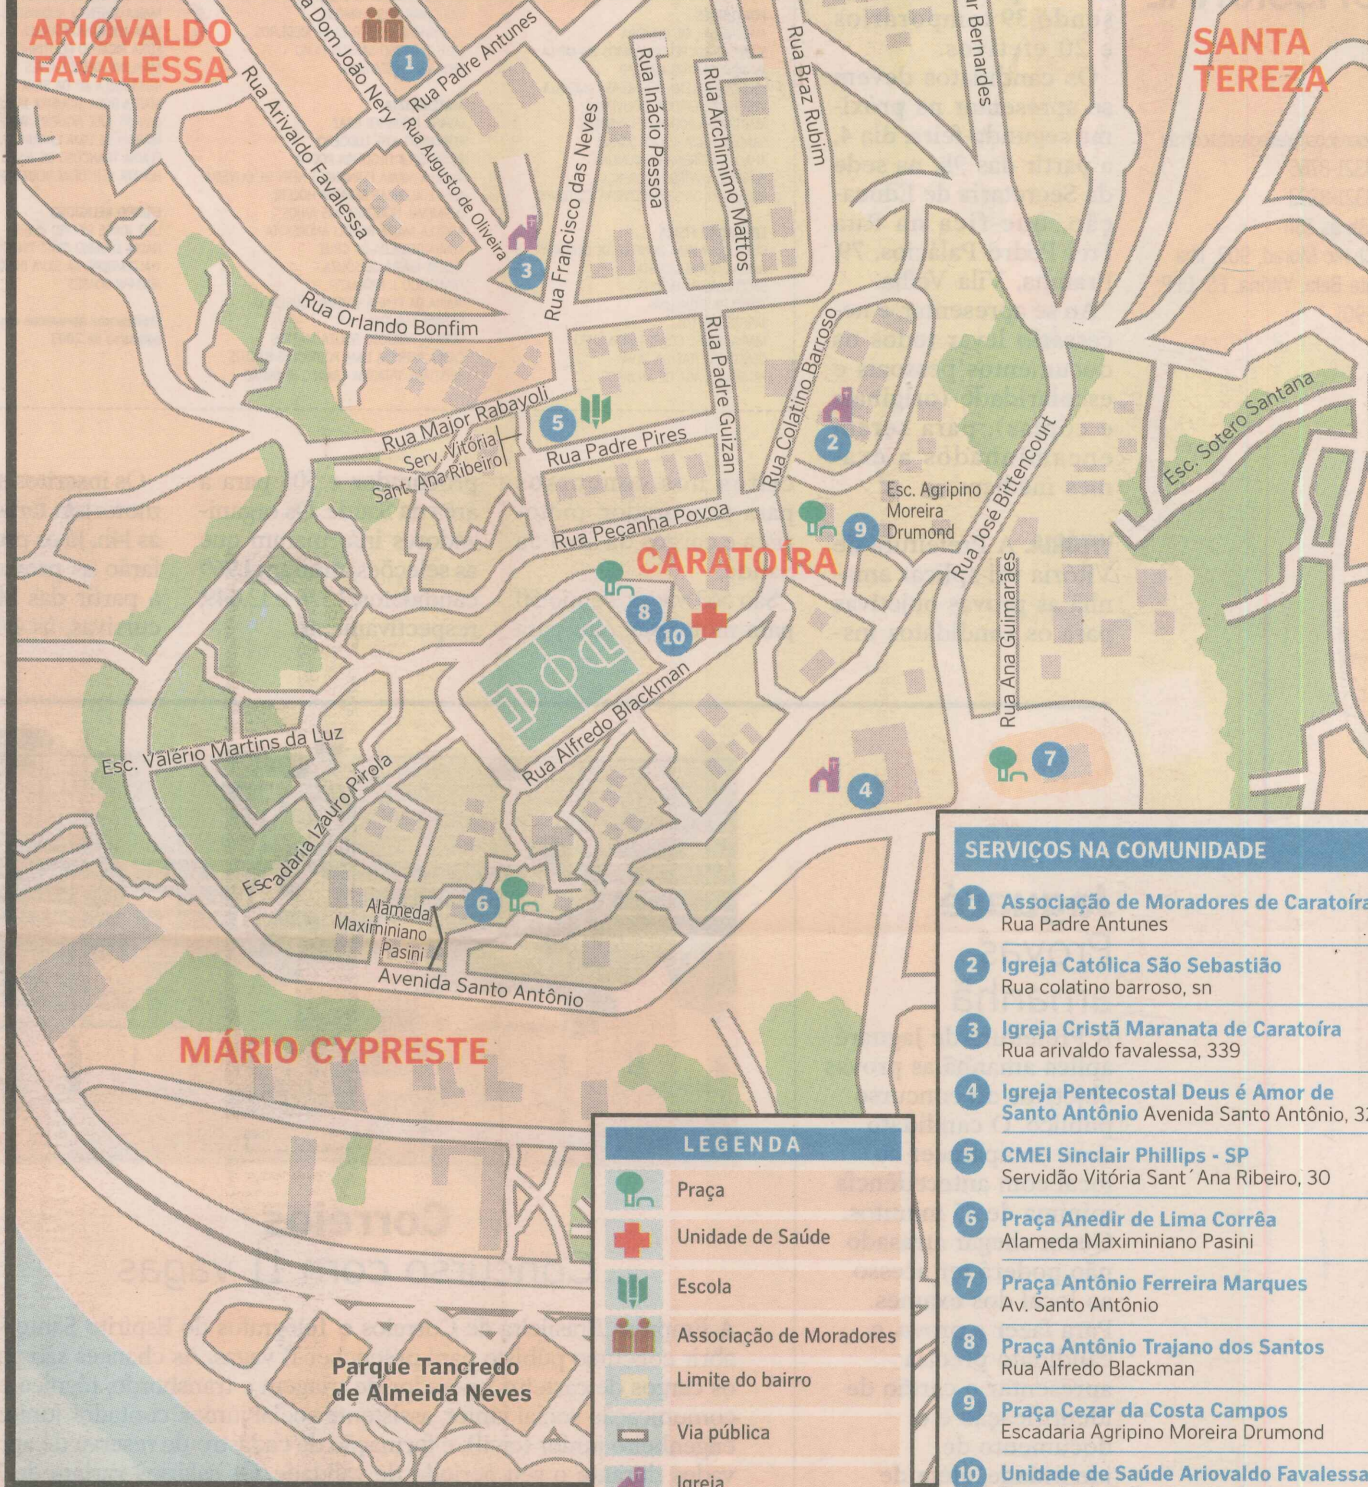 ARIOVALDO
FAVALESSA
SANTA
TEREZA
Dom João Nery
Rua Padre Antunes
Rua Arivaldo Favalessa
Rua Augusto de Oliveira
Rua Francisco das Neves
Rua Inácio Pessoa
Rua Archimimo Mattos
Rua Braz Rubim
Bernardes
1
3
Rua Orlando Bonfim
Rua Major Rabayoli
Serv. Vitória
Sant. Ana Ribeiro
5
Rua Padre Pires
Rua Padre Guizan
Rua Colatino Barroso
2
Rua Peçanha Povoa
CARATOÍRA
9
Esc. Agripino
Moreira
Drumond
Rua José Bittencourt
Esc. Sotero Santana
Rua Ana Guimarães
8
10
Rua Alfredo Blackman
Esc. Valério Martins da Luz
Escadaria Izauro Pirola
7
4
6
Alameda
Maximiniano
Pasini
Avenida Santo Antônio
MÁRIO CYPRESTE
Parque Tancredo
de Almeida Neves
LEGENDA
Praça
Unidade de Saúde
Escola
Associação de Moradores
Limite do bairro
Via pública
Igreja
SERVIÇOS NA COMUNIDADE
1 Associação de Moradores de Caratoíra
Rua Padre Antunes
2 Igreja Católica São Sebastião
Rua colatino barroso, sn
3 Igreja Cristã Maranata de Caratoíra
Rua arivaldo favalessa, 339
4 Igreja Pentecostal Deus é Amor de
Santo Antônio Avenida Santo Antônio,
5 CMEI Sinclair Phillips - SP
Servidão Vitória Sant´Ana Ribeiro, 30
6 Praça Anedir de Lima Corrêa
Alameda Maximiniano Pasini
7 Praça Antônio Ferreira Marques
Av. Santo Antônio
8 Praça Antônio Trajano dos Santos
Rua Alfredo Blackman
9 Praça Cezar da Costa Campos
Escadaria Agripino Moreira Drumond
10 Unidade de Saúde Ariovaldo Favalessa